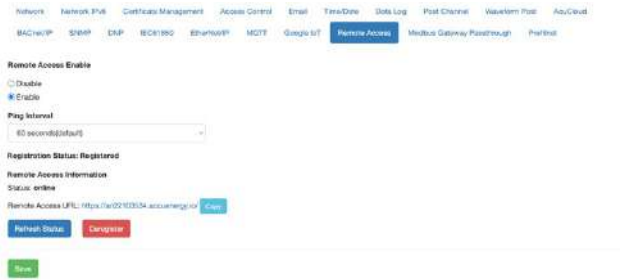 Network Network IPv6 Certificate Management Access Control Email Time/Date Data Log Post Channel Waveform Post AcuCloud
BACnet/IP SNMP DNP IEC61850 EtherNet/IP MQTT Google IoT Remote Access Modbus Gateway Passthrough Profinet
Remote Access Enable
Disable
Enable
Ping Interval
60 seconds(default)
Registration Status: Registered
Remote Access Information
Status: online
Remote Access URL: Copy
Refresh Status Deregister
Save